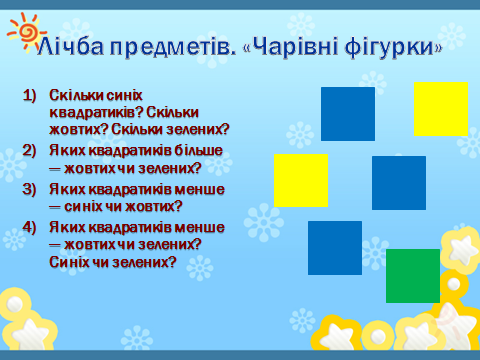 Лічба предметів. «Чарівні фігурки»
1) Скільки синіх
квадратиків? Скільки
жовтих? Скільки зелених?
2) Яких квадратиків більше
— жовтих чи зелених?
3) Яких квадратиків менше
— синіх чи жовтих?
4) Яких квадратиків менше
— жовтих чи зелених?
Синіх чи зелених?